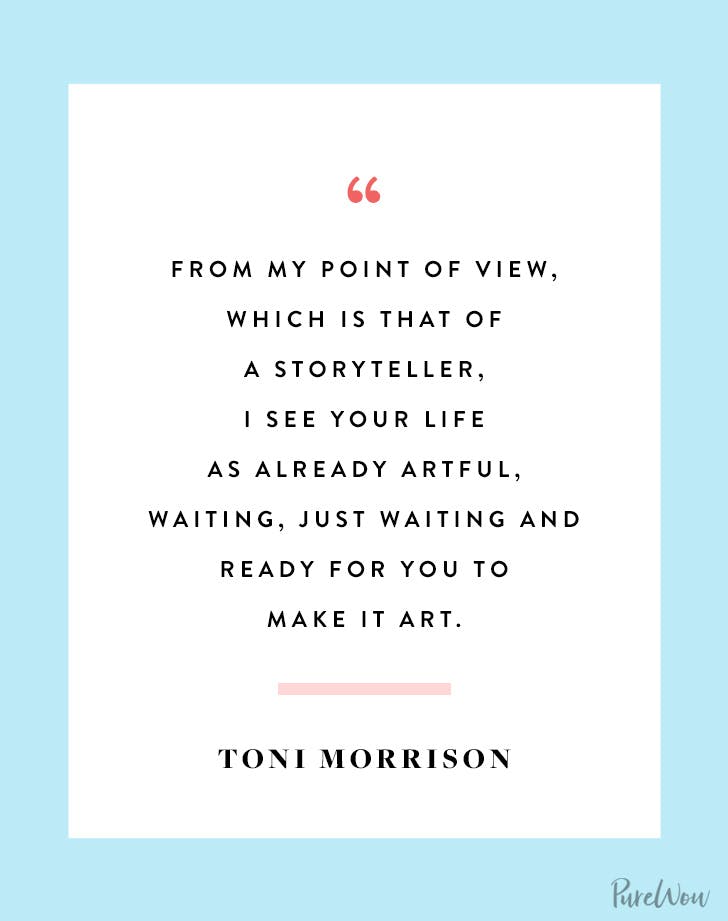 “
FROM MY POINT OF VIEW,
WHICH IS THAT OF
A STORYTELLER,
I SEE YOUR LIFE
AS ALREADY ARTFUL,
WAITING, JUST WAITING AND
READY FOR YOU TO
MAKE IT ART.
TONI MORRISON
PureWow